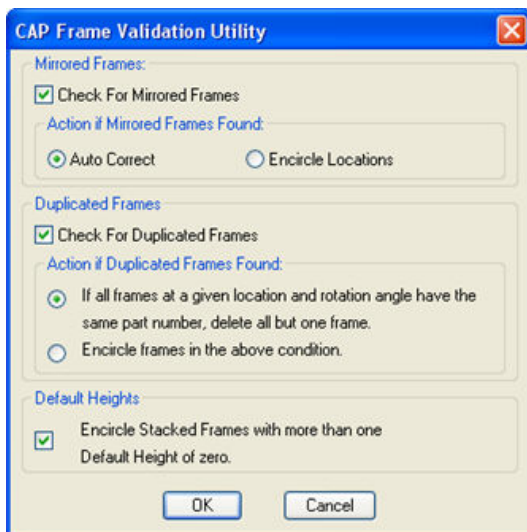 CAP Frame Validation Utility
Mirrored Frames:
Check For Mirrored Frames
Action if Mirrored Frames Found:
Auto Correct
Encircle Locations
Duplicated Frames
Check For Duplicated Frames
Action if Duplicated Frames Found:
If all frames at a given location and rotation angle have the
same part number, delete all but one frame.
Encircle frames in the above condition.
Default Heights
Encircle Stacked Frames with more than one
Default Height of zero.
OK
Cancel